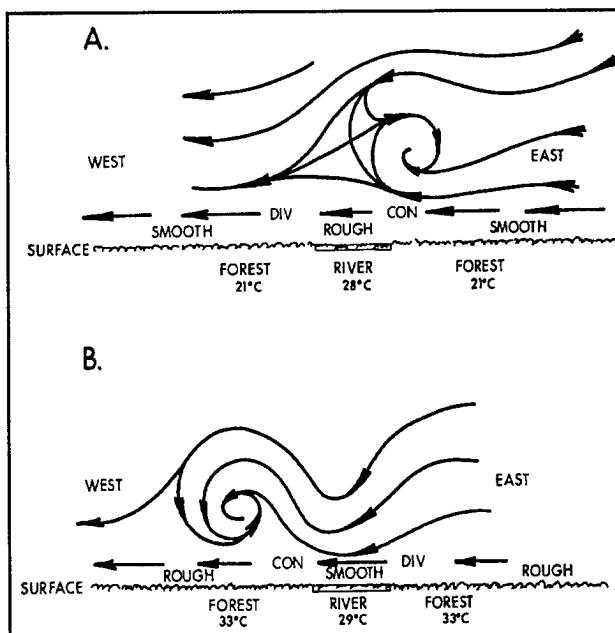 A.
WEST EAST
DIV CON
SMOOTH ROUGH SMOOTH
SURFACE
FOREST RIVER FOREST
21°C 28°C 21°C
B.
WEST EAST
CON DIV
ROUGH SMOOTH ROUGH
SURFACE
FOREST RIVER FOREST
33°C 29°C 33°C